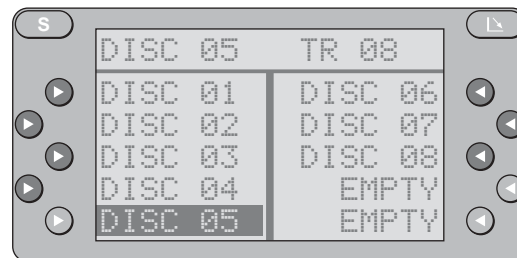 S
DISC 05 TR 08
DISC 01 DISC 06
DISC 02 DISC 07
DISC 03 DISC 08
DISC 04 EMPTY
DISC 05 EMPTY